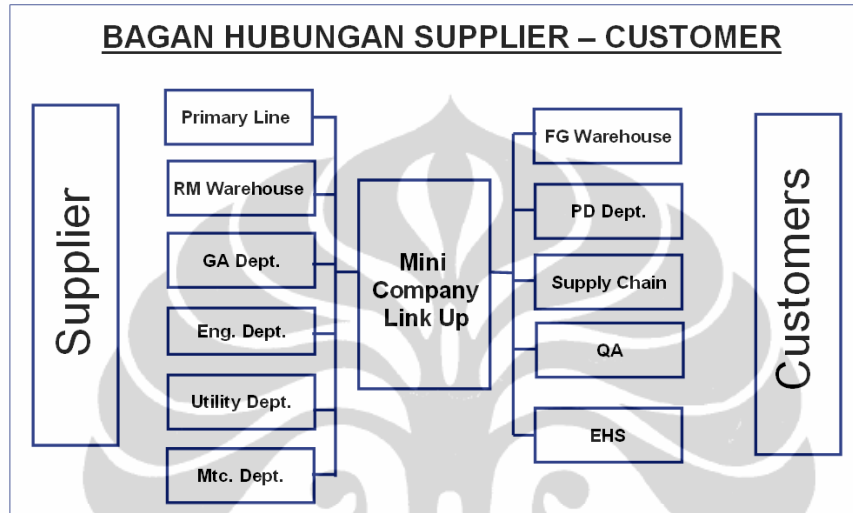 BAGAN HUBUNGAN SUPPLIER – CUSTOMER
Supplier
Primary Line
RM Warehouse
GA Dept.
Eng. Dept.
Utility Dept.
Mtc. Dept.
Mini
Company
Link Up
FG Warehouse
PD Dept.
Supply Chain
QA
EHS
Customers